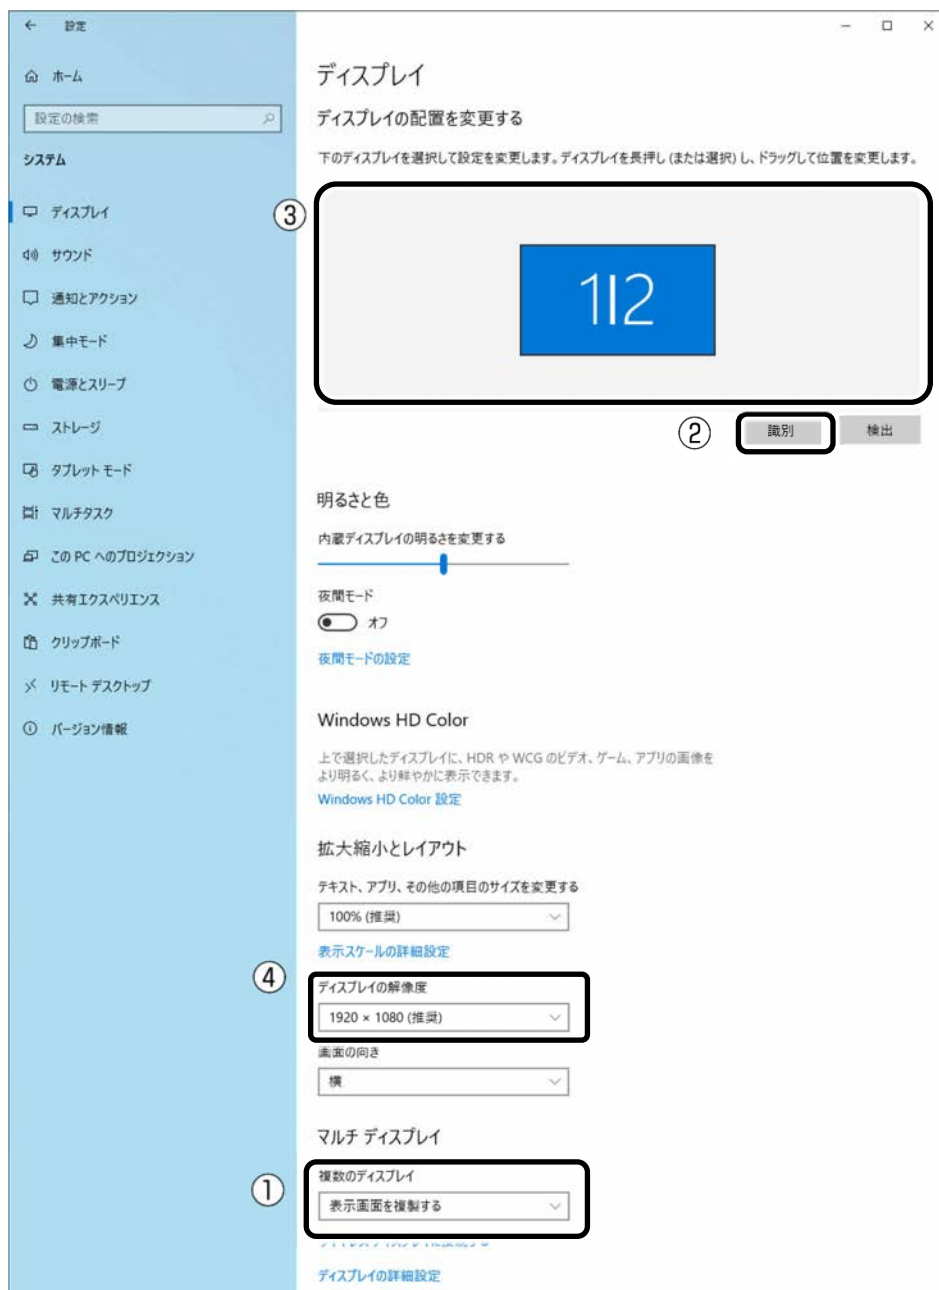 設定
ホーム
設定の検索
システム
ディスプレイ
サウンド
通知とアクション
集中モード
電源とスリープ
ストレージ
タブレット モード
マルチタスク
この PC へのプロジェクション
共有エクスペリエンス
クリップボード
リモート デスクトップ
バージョン情報
ディスプレイ
ディスプレイの配置を変更する
下のディスプレイを選択して設定を変更します。ディスプレイを長押し (または選択) し、ドラッグして位置を変更します。
③
1|2
②
識別
検出
明るさと色
内蔵ディスプレイの明るさを変更する
夜間モード
オフ
夜間モードの設定
Windows HD Color
上で選択したディスプレイに、HDR や WCG のビデオ、ゲーム、アプリの画像を
より明るく、より鮮やかに表示できます。
Windows HD Color 設定
拡大縮小とレイアウト
テキスト、アプリ、その他の項目のサイズを変更する
100% (推奨)
表示スケールの詳細設定
④
ディスプレイの解像度
1920 × 1080 (推奨)
画面の向き
横
マルチ ディスプレイ
①
複数のディスプレイ
表示画面を複製する
ディスプレイの詳細設定